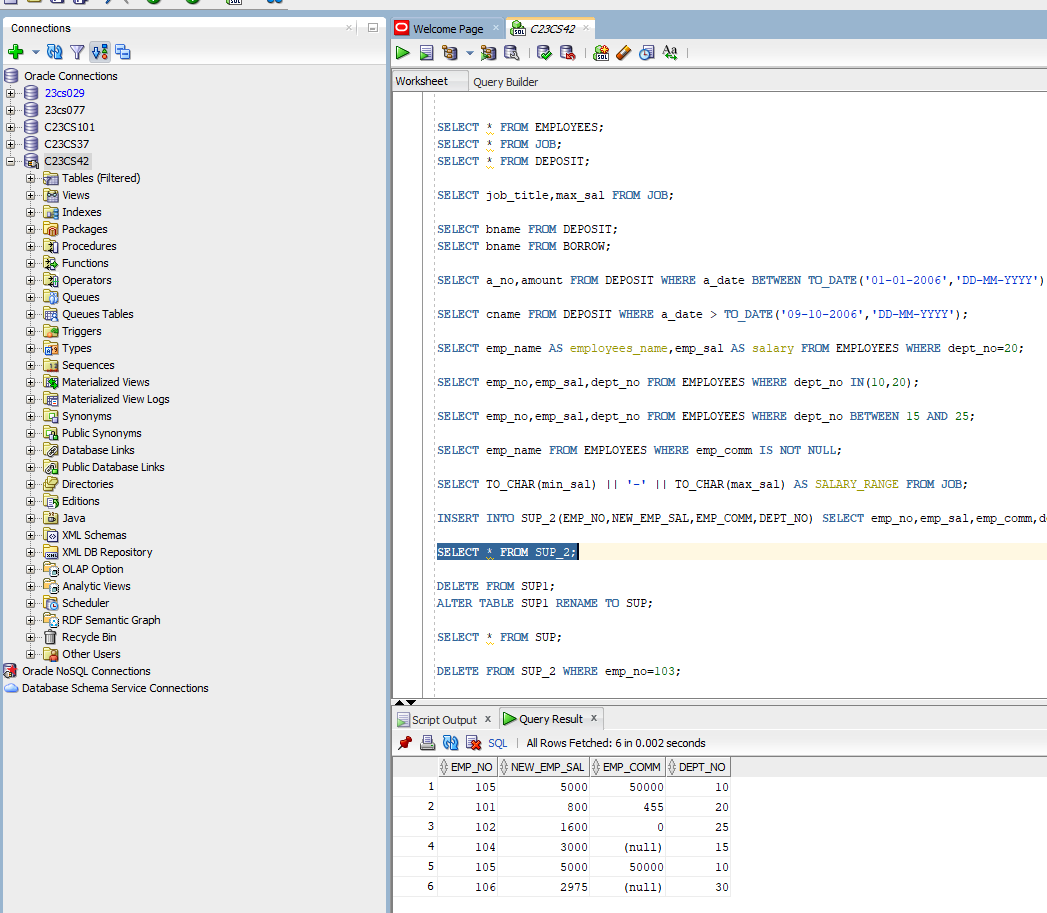 Connections
Oracle Connections
23cs029
23cs077
C23CS101
C23CS37
C23CS42
Tables (Filtered)
Views
Indexes
Packages
Procedures
Functions
Operators
Queues
Queues Tables
Triggers
Types
Sequences
Materialized Views
Materialized View Logs
Synonyms
Public Synonyms
Database Links
Public Database Links
Directories
Editions
Java
XML Schemas
XML DB Repository
OLAP Option
Analytic Views
Scheduler
RDF Semantic Graph
Recycle Bin
Other Users
Oracle NoSQL Connections
Database Schema Service Connections
Welcome Page C23CS42
Worksheet Query Builder
SELECT * FROM EMPLOYEES;
SELECT * FROM JOB;
SELECT * FROM DEPOSIT;
SELECT job_title,max_sal FROM JOB;
SELECT bname FROM DEPOSIT;
SELECT bname FROM BORROW;
SELECT a_no,amount FROM DEPOSIT WHERE a_date BETWEEN TO_DATE('01-01-2006','DD-MM-YYYY')
SELECT cname FROM DEPOSIT WHERE a_date > TO_DATE('09-10-2006','DD-MM-YYYY');
SELECT emp_name AS employees_name,emp_sal AS salary FROM EMPLOYEES WHERE dept_no=20;
SELECT emp_no,emp_sal,dept_no FROM EMPLOYEES WHERE dept_no IN(10,20);
SELECT emp_no,emp_sal,dept_no FROM EMPLOYEES WHERE dept_no BETWEEN 15 AND 25;
SELECT emp_name FROM EMPLOYEES WHERE emp_comm IS NOT NULL;
SELECT TO_CHAR(min_sal) || '-' || TO_CHAR(max_sal) AS SALARY_RANGE FROM JOB;
INSERT INTO SUP_2(EMP_NO,NEW_EMP_SAL,EMP_COMM,DEPT_NO) SELECT emp_no,emp_sal,emp_comm,d
SELECT * FROM SUP_2;
DELETE FROM SUP1;
ALTER TABLE SUP1 RENAME TO SUP;
SELECT * FROM SUP;
DELETE FROM SUP_2 WHERE emp_no=103;
Script Output x Query Result x
SQL | All Rows Fetched: 6 in 0.002 seconds
EMP_NO NEW_EMP_SAL EMP_COMM DEPT_NO
1 105 5000 50000 10
2 101 800 455 20
3 102 1600 0 25
4 104 3000 (null) 15
5 105 5000 50000 10
6 106 2975 (null) 30